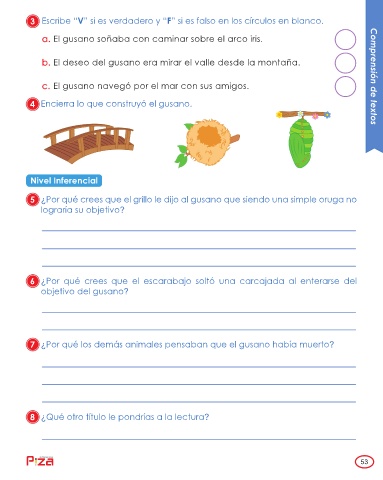 3 Escribe "V" si es verdadero y "F" si es falso en los círculos en blanco.
a. El gusano soñaba con caminar sobre el arco iris.
b. El deseo del gusano era mirar el valle desde la montaña.
c. El gusano navegó por el mar con sus amigos.
4 Encierra lo que construyó el gusano.
Comprensión de textos
Nivel Inferencial
5 ¿Por qué crees que el grillo le dijo al gusano que siendo una simple oruga no
lograría su objetivo?
6 ¿Por qué crees que el escarabajo soltó una carcajada al enterarse del
objetivo del gusano?
7 ¿Por qué los demás animales pensaban que el gusano había muerto?
8 ¿Qué otro título le pondrías a la lectura?
53